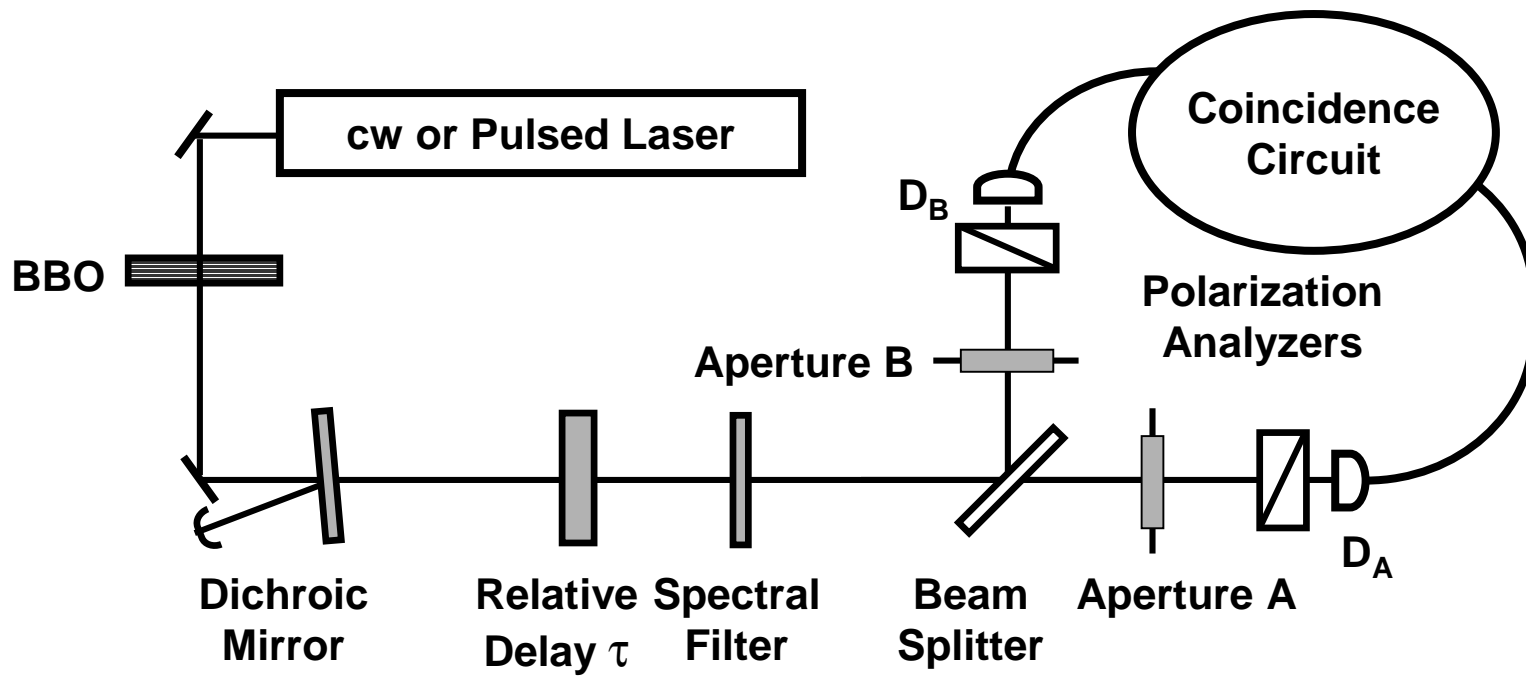 cw or Pulsed Laser
Coincidence
Circuit
D_B
BBO
Polarization
Analyzers
Aperture B
D_A
Dichroic
Mirror
Relative
Delay τ
Spectral
Filter
Beam
Splitter
Aperture A